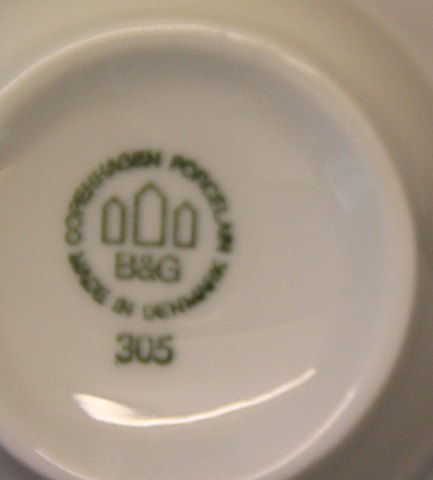 COPENHAGEN PORCELAIN
B&G
MADE IN DENMARK
305